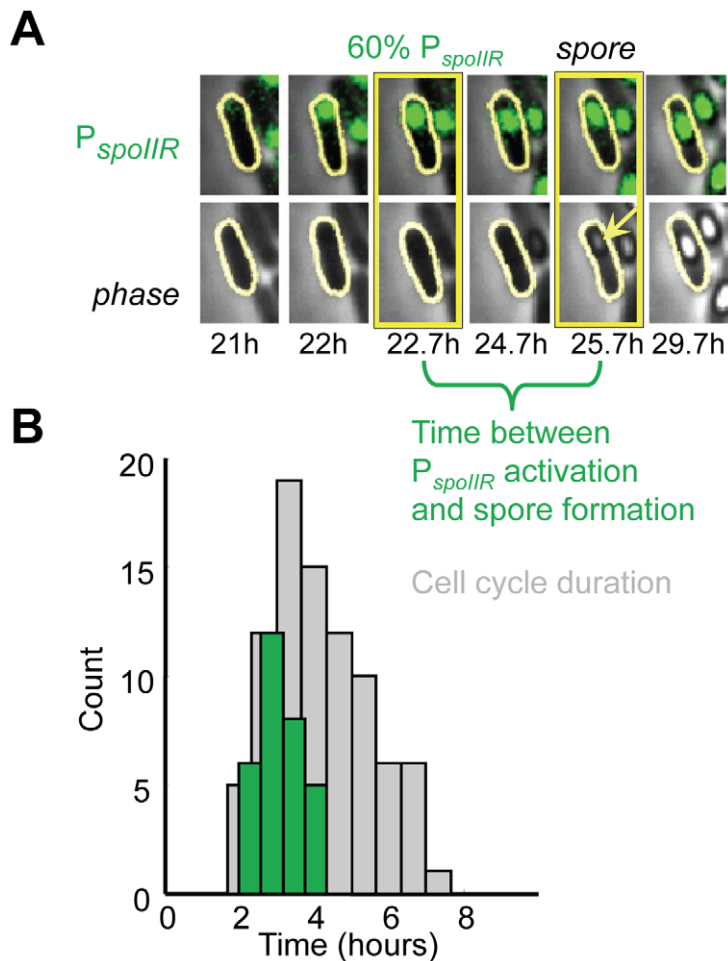 A
60% PspoIIR
spore
PspoIIR
phase
21h
22h
22.7h
24.7h
25.7h
29.7h
B
Time between
PspoIIR activation
and spore formation
Cell cycle duration
20
15
10
5
0
Count
0
2
4
6
8
Time (hours)